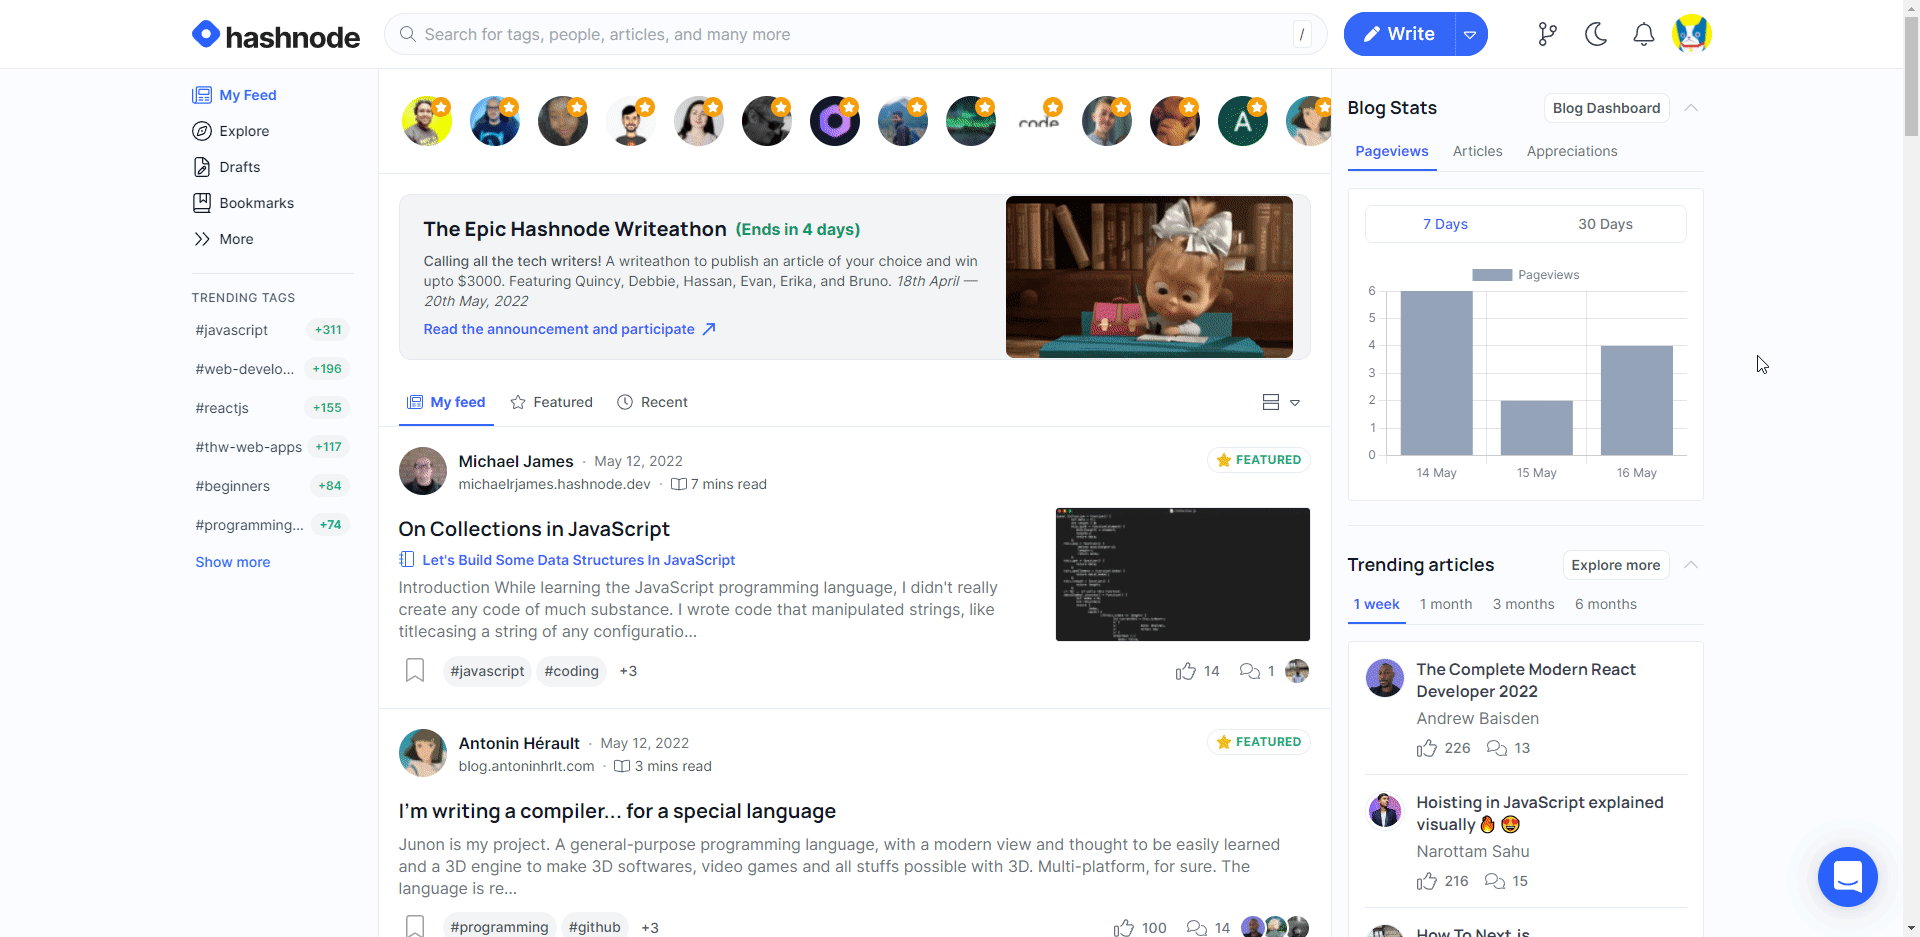 hashnode
Search for tags, people, articles, and many more
/
Write
My Feed
Explore
Drafts
Bookmarks
More
TRENDING TAGS
#javascript +311
#web-develo... +196
#reactjs +155
#thw-web-apps +117
#beginners +84
#programming... +74
Show more
code
A
The Epic Hashnode Writeathon (Ends in 4 days)
Calling all the tech writers! A writeathon to publish an article of your choice and win
upto $3000. Featuring Quincy, Debbie, Hassan, Evan, Erika, and Bruno. 18th April —
20th May, 2022
Read the announcement and participate
My feed Featured Recent
Michael James · May 12, 2022
FEATURED
michaelrjames.hashnode.dev · 7 mins read
On Collections in JavaScript
Let's Build Some Data Structures In JavaScript
Introduction While learning the JavaScript programming language, I didn't really
create any code of much substance. I wrote code that manipulated strings, like
titlecasing a string of any configuratio...
#javascript #coding +3
14 1
Antonin Hérault · May 12, 2022
FEATURED
blog.antoninhrlt.com · 3 mins read
I'm writing a compiler... for a special language
Junon is my project. A general-purpose programming language, with a modern view and thought to be easily learned
and a 3D engine to make 3D softwares, video games and all stuffs possible with 3D. Multi-platform, for sure. The
language is re...
#programming #github +3
100 14
Blog Stats Blog Dashboard
Pageviews Articles Appreciations
7 Days 30 Days
Pageviews
6
5
4
3
2
1
0
14 May 15 May 16 May
Trending articles Explore more
1 week 1 month 3 months 6 months
The Complete Modern React
Developer 2022
Andrew Baisden
226 13
Hoisting in JavaScript explained
visually 🔥 😍
Narottam Sahu
216 15
How To Next.js